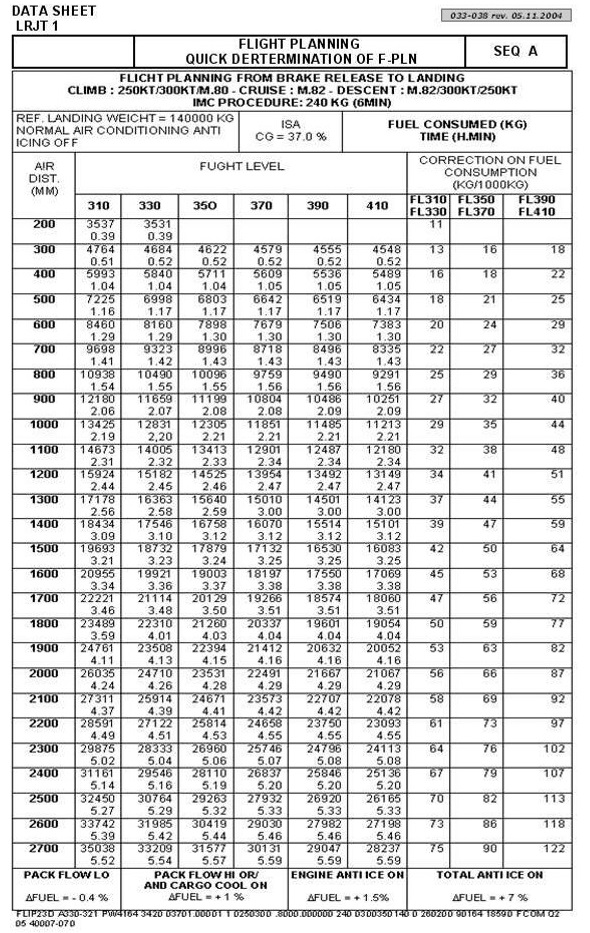 DATA SHEET
LRJT 1
033-038 rev. 05.11.2004
FLIGHT PLANNING
QUICK DERTERMINATION OF F-PLN
SEQ A
FLICHT PLANNING FROM BRAKE RELEASE TO LANDING
CLIMB : 250KT/300KT/M.80 - CRUISE : M.82 - DESCENT : M.82/300KT/250KT
IMC PROCEDURE: 240 KG (6MIN)
REF. LANDING WEICHT = 140000 KG
NORMAL AIR CONDITIONING ANTI
ICING OFF
ISA
CG = 37.0 %
FUEL CONSUMED (KG)
TIME (H.MIN)
AIR
DIST.
(MM)
FUGHT LEVEL
CORRECTION ON FUEL
CONSUMPTION
(KG/1000KG)
310 330 35O 370 390 410
FL310 FL350 FL390
FL330 FL370 FL410
200 3537 3531 11
0.39 0.39
300 4764 4684 4622 4579 4555 4548 13 16 18
0.51 0.52 0.52 0.52 0.52 0.52
400 5993 5840 5711 5609 5536 5489 16 18 22
1.04 1.04 1.04 1.05 1.05 1.05
500 7225 6998 6803 6642 6519 6434 18 21 25
1.16 1.17 1.17 1.17 1.17 1.17
600 8460 8160 7898 7679 7506 7383 20 24 29
1.29 1.29 1.30 1.30 1.30 1.30
700 9698 9323 8996 8718 8496 8335 22 27 32
1.41 1.42 1.43 1.43 1.43 1.43
800 10938 10490 10096 9759 9490 9291 25 29 36
1.54 1.55 1.55 1.56 1.56 1.56
900 12180 11659 11199 10804 10486 10251 27 32 40
2.06 2.07 2.08 2.08 2.09 2.09
1000 13425 12831 12305 11851 11485 11213 29 35 44
2.19 2,20 2.21 2.21 2.21 2.21
1100 14673 14005 13413 12901 12487 12180 32 38 48
2.31 2.32 2.33 2.34 2.34 2.34
1200 15924 15182 14525 13954 13492 13149 34 41 51
2.44 2.45 2.46 2.47 2.47 2.47
1300 17178 16363 15640 15010 14501 14123 37 44 55
2.56 2.58 2.59 3.00 3.00 3.00
1400 18434 17546 16758 16070 15514 15101 39 47 59
3.09 3.10 3.12 3.12 3.12 3.12
1500 19693 18732 17879 17132 16530 16083 42 50 64
3.21 3.23 3.24 3.25 3.25 3.25
1600 20955 19921 19003 18197 17550 17069 45 53 68
3.34 3.36 3.37 3.38 3.38 3.38
1700 22221 21114 20129 19266 18574 18060 47 56 72
3.46 3.48 3.50 3.51 3.51 3.51
1800 23489 22310 21260 20337 19601 19054 50 59 77
3.59 4.01 4.03 4.04 4.04 4.04
1900 24761 23508 22394 21412 20632 20052 53 63 82
4.11 4.13 4.15 4.16 4.16 4.16
2000 26035 24710 23531 22491 21667 21067 56 66 87
4.24 4.26 4.28 4.29 4.29 4.29
2100 27311 25914 24671 23573 22707 22078 58 69 92
4.37 4.39 4.41 4.42 4.42 4.42
2200 28591 27122 25814 24658 23750 23093 61 73 97
4.49 4.51 4.53 4.55 4.55 4.55
2300 29875 28333 26960 25746 24796 24113 64 76 102
5.02 5.04 5.06 5.07 5.08 5.08
2400 31161 29546 28110 26837 25846 25136 67 79 107
5.14 5.16 5.19 5.20 5.20 5.20
2500 32450 30764 29263 27932 26920 26165 70 82 113
5.27 5.29 5.32 5.33 5.33 5.33
2600 33742 31985 30419 29030 27982 27198 73 86 118
5.39 5.42 5.44 5.46 5.46 5.46
2700 35038 33209 31577 30131 29047 28237 75 90 122
5.52 5.54 5.57 5.59 5.59 5.59
PACK FLOW LO
ΔFUEL = - 0.4 %
PACK FLOW HI OR/
AND CARGO COOL ON
ΔFUEL = + 1 %
ENGINE ANTI ICE ON
ΔFUEL = + 1.5%
TOTAL ANTI ICE ON
ΔFUEL = + 7 %
FLIP23D A330-321 PW4164 3420 03701.00001 1 0250300 .8000.000000 240 0300350 140 0 260200 90164 18590 FCOM O2
05 40007-070